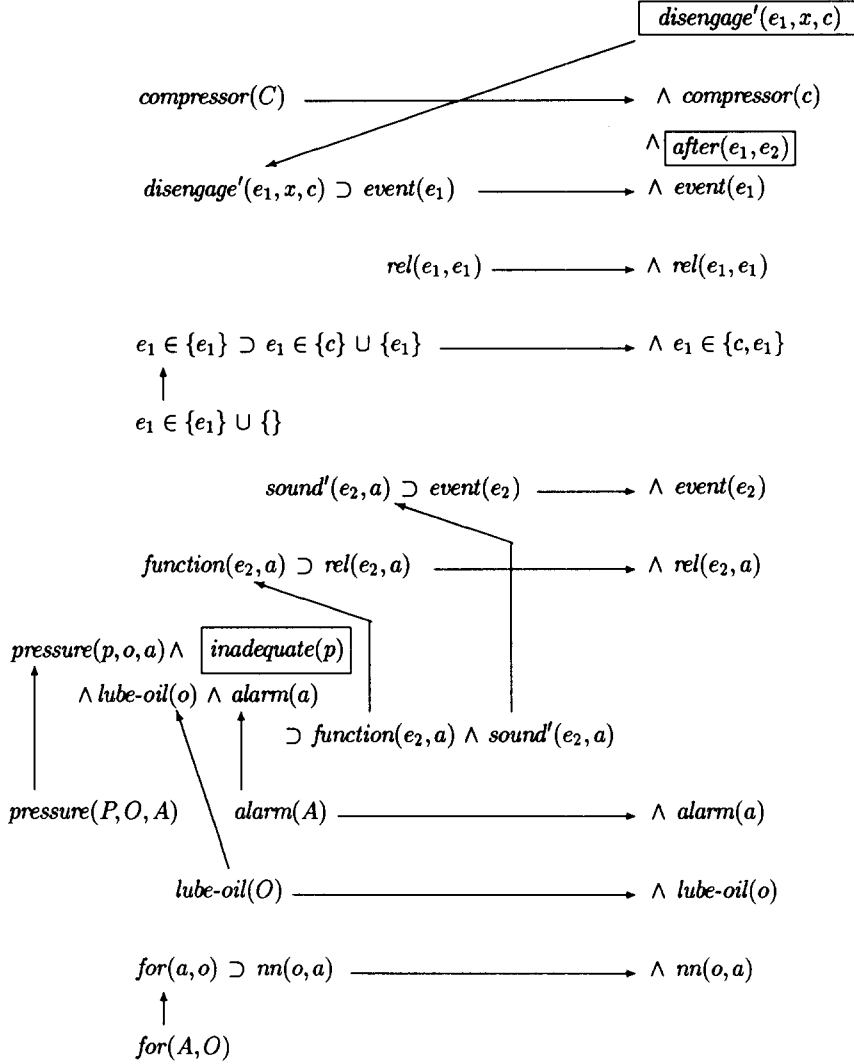 disengage′(e₁, x, c)
compressor(C) ∧ compressor(c)
∧ after(e₁, e₂)
disengage′(e₁, x, c) ⊃ event(e₁) ∧ event(e₁)
rel(e₁, e₁) ∧ rel(e₁, e₁)
e₁ ∈ {e₁} ⊃ e₁ ∈ {c} ∪ {e₁} ∧ e₁ ∈ {c, e₁}
e₁ ∈ {e₁} ∪ {}
sound′(e₂, a) ⊃ event(e₂) ∧ event(e₂)
function(e₂, a) ⊃ rel(e₂, a) ∧ rel(e₂, a)
pressure(p, o, a) ∧ inadequate(p)
∧ lube-oil(o) ∧ alarm(a)
⊃ function(e₂, a) ∧ sound′(e₂, a)
pressure(P, O, A) alarm(A) ∧ alarm(a)
lube-oil(O) ∧ lube-oil(o)
for(a, o) ⊃ nn(o, a) ∧ nn(o, a)
for(A, O)